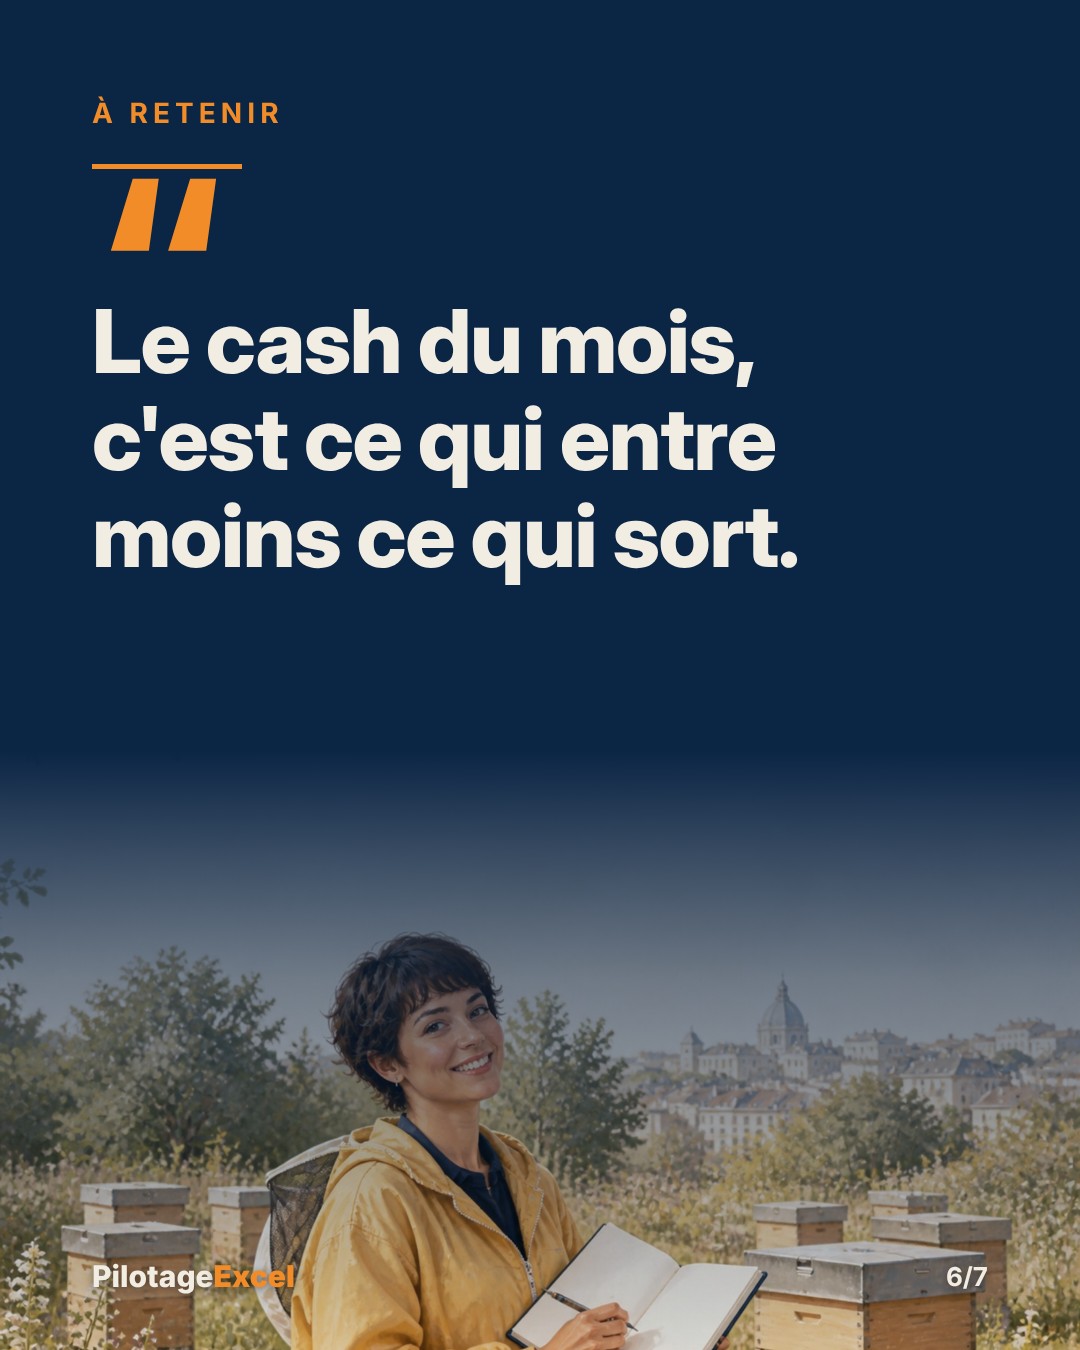 À RETENIR
"
Le cash du mois,
c'est ce qui entre
moins ce qui sort.
PilotageExcel
6/7